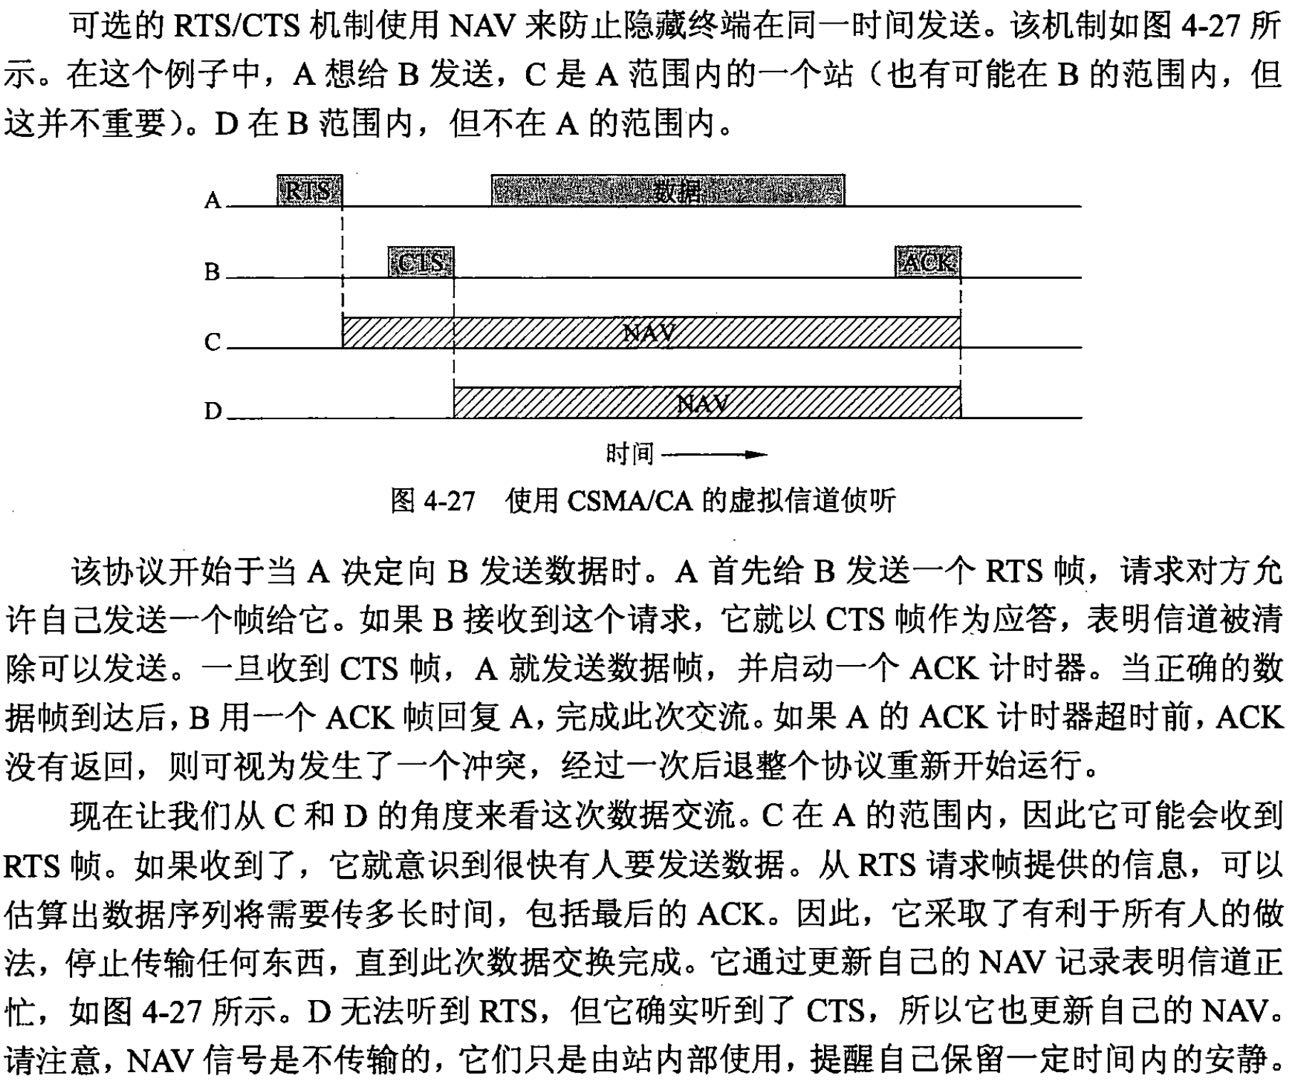 可选的 RTS/CTS 机制使用 NAV 来防止隐藏终端在同一时间发送。该机制如图 4-27 所
示。在这个例子中，A 想给 B 发送，C 是 A 范围内的一个站（也有可能在 B 的范围内，但
这并不重要）。D 在 B 范围内，但不在 A 的范围内。
A RTS 数据
B CTS ACK
C NAV
D NAV
时间
图 4-27 使用 CSMA/CA 的虚拟信道侦听
该协议开始于当 A 决定向 B 发送数据时。A 首先给 B 发送一个 RTS 帧，请求对方允
许自己发送一个帧给它。如果 B 接收到这个请求，它就以 CTS 帧作为应答，表明信道被清
除可以发送。一旦收到 CTS 帧，A 就发送数据帧，并启动一个 ACK 计时器。当正确的数
据帧到达后，B 用一个 ACK 帧回复 A，完成此次交流。如果 A 的 ACK 计时器超时前，ACK
没有返回，则可视为发生了一个冲突，经过一次后退整个协议重新开始运行。
现在让我们从 C 和 D 的角度来看这次数据交流。C 在 A 的范围内，因此它可能会收到
RTS 帧。如果收到了，它就意识到很快有人要发送数据。从 RTS 请求帧提供的信息，可以
估算出数据序列将需要传多长时间，包括最后的 ACK。因此，它采取了有利于所有人的做
法，停止传输任何东西，直到此次数据交换完成。它通过更新自己的 NAV 记录表明信道正
忙，如图 4-27 所示。D 无法听到 RTS，但它确实听到了 CTS，所以它也更新自己的 NAV。
请注意，NAV 信号是不传输的，它们只是由站内部使用，提醒自己保留一定时间内的安静。